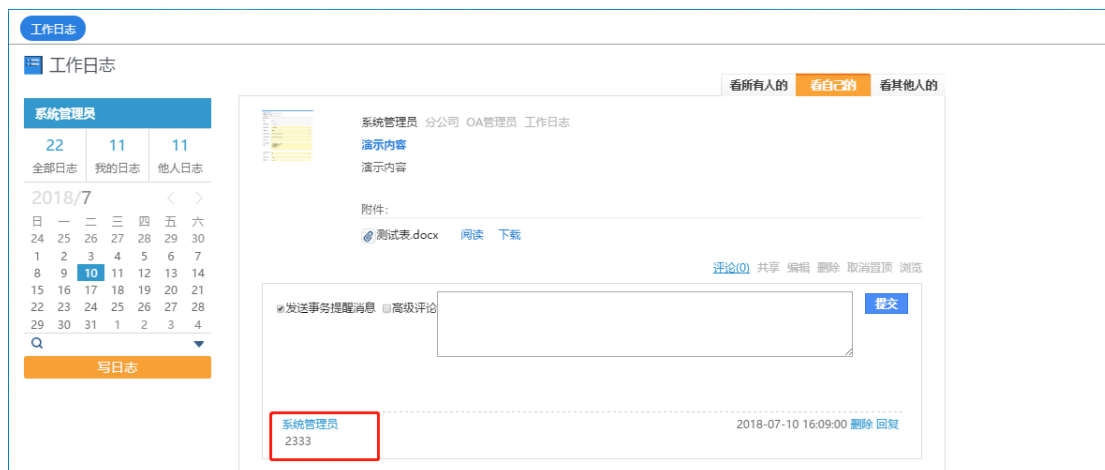 工作日志
工作日志
看所有人的 看自己的 看其他人的
系统管理员
22 11 11
全部日志 我的日志 他人日志
2018/7 < >
日 一 二 三 四 五 六
24 25 26 27 28 29 30
1 2 3 4 5 6 7
8 9 10 11 12 13 14
15 16 17 18 19 20 21
22 23 24 25 26 27 28
29 30 31 1 2 3 4
写日志
系统管理员 分公司 OA管理员 工作日志
演示内容
演示内容
附件:
测试表.docx 阅读 下载
评论(0) 共享 编辑 删除 取消置顶 浏览
发送事务提醒消息 高级评论 提交
系统管理员 2018-07-10 16:09:00 删除 回复
2333